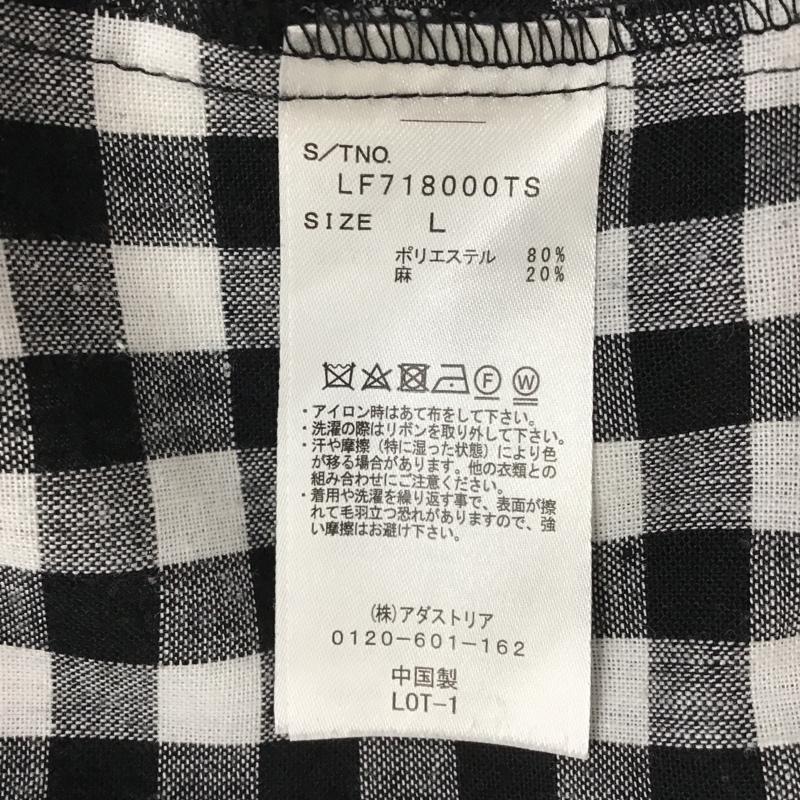 S/TNO.
LF718000TS
SIZE L
ポリエステル 80%
麻 20%
F W
・アイロン時はあて布をして下さい。
・洗濯の際はリボンを取り外して下さい。
・汗や摩擦（特に湿った状態）により色
が移る場合があります。他の衣類との
組み合わせにご注意ください。
・着用や洗濯を繰り返す事で、表面が擦
れて毛羽立つ恐れがありますので、強
い摩擦はお避け下さい。
(株)アダストリア
0120-601-162
中国製
LOT-1